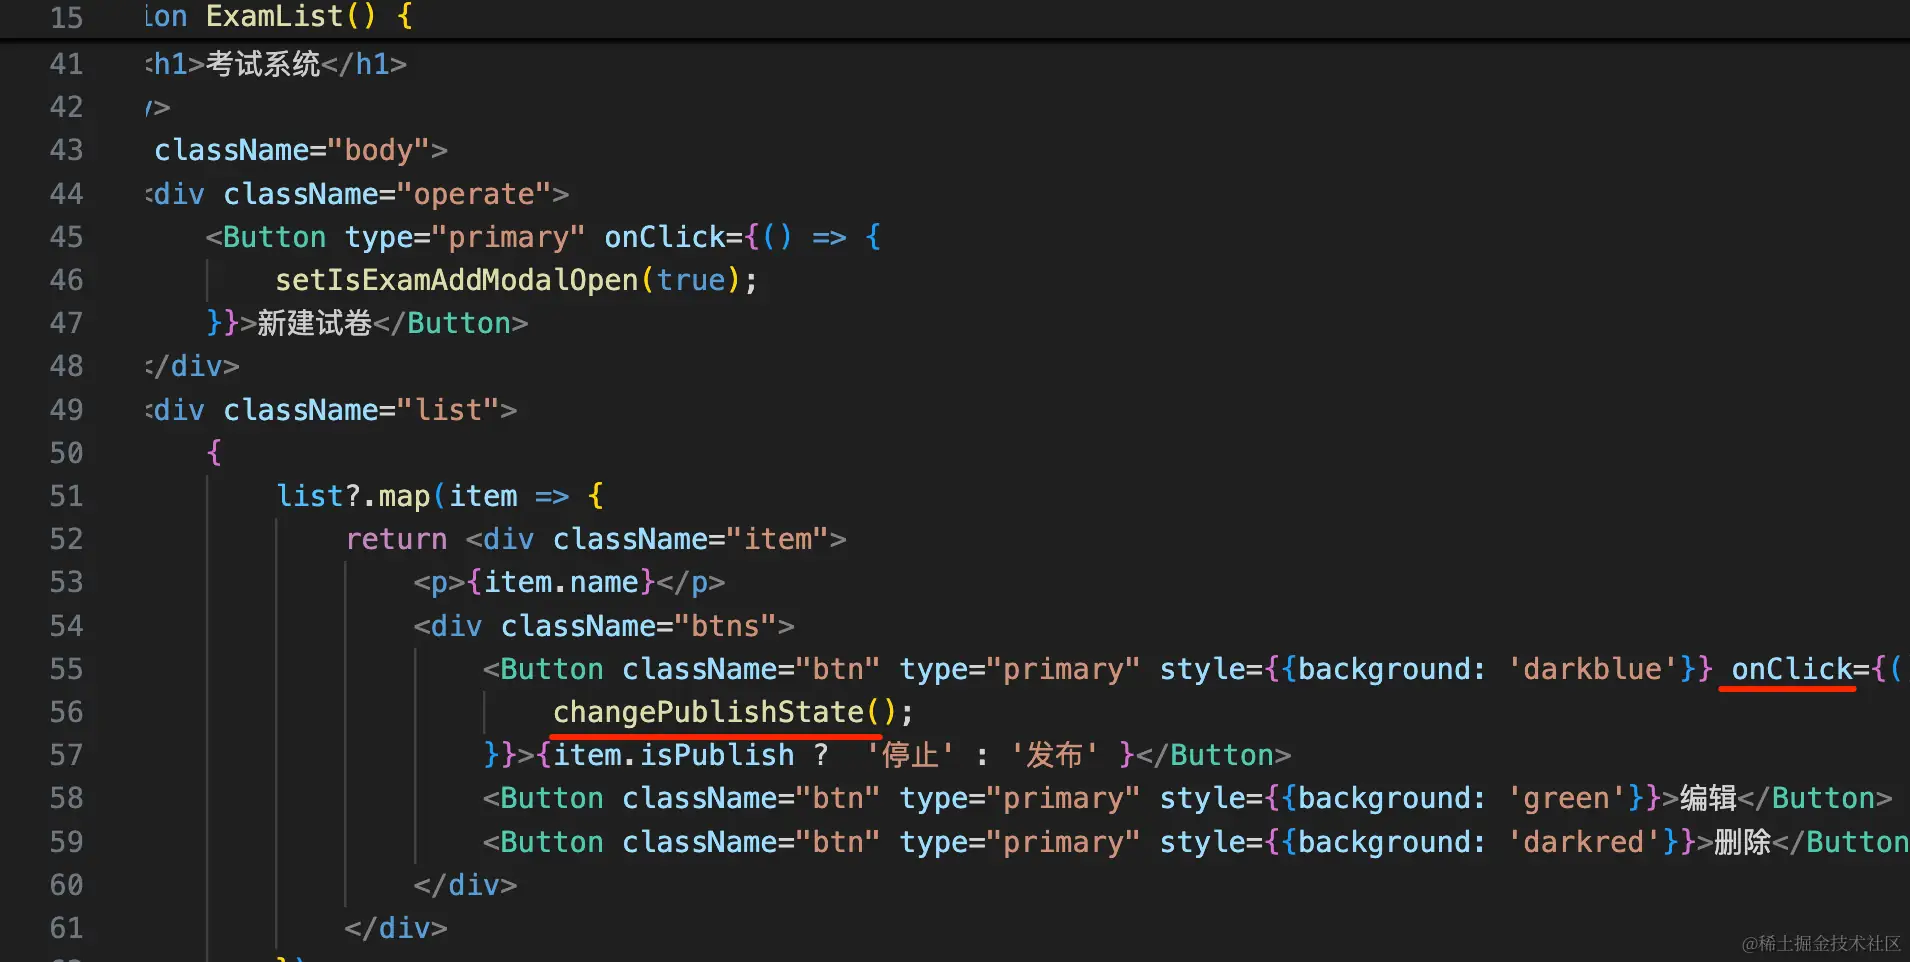 15 ion ExamList() {
41 <h1>考试系统</h1>
42 />
43 className="body">
44 <div className="operate">
45 <Button type="primary" onClick={() => {
46 setIsExamAddModalOpen(true);
47 }}>新建试卷</Button>
48 </div>
49 <div className="list">
50 {
51 list?.map(item => {
52 return <div className="item">
53 <p>{item.name}</p>
54 <div className="btns">
55 <Button className="btn" type="primary" style={{background: 'darkblue'}} onClick={(
56 changePublishState();
57 }}>{item.isPublish ? '停止' : '发布' }</Button>
58 <Button className="btn" type="primary" style={{background: 'green'}}>编辑</Button>
59 <Button className="btn" type="primary" style={{background: 'darkred'}}>删除</Button
60 </div>
61 </div>
@稀土掘金技术社区